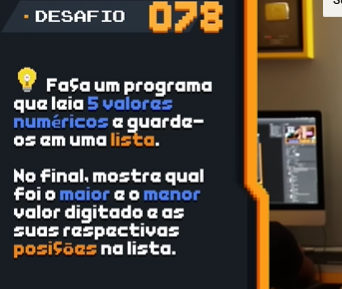 DESAFIO 078
Faça um programa
que leia 5 valores
numéricos e guarde-
os em uma lista.
No final, mostre qual
foi o maior e o menor
valor digitado e as
suas respectivas
posições na lista.